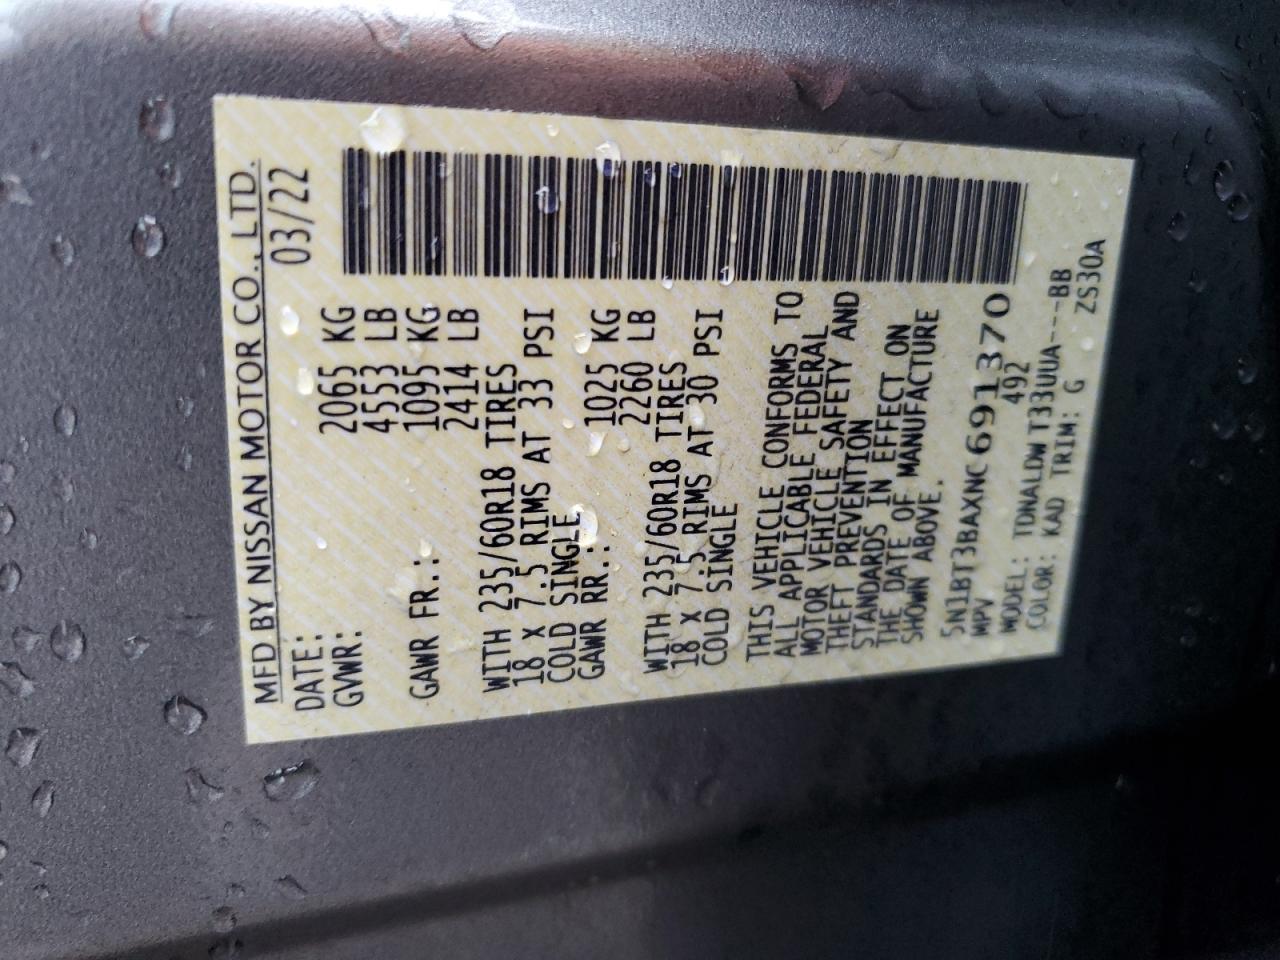 MFD BY NISSAN MOTOR CO., LTD.
DATE: 03/22
GVWR: 2065 KG
4553 LB
GAWR FR.: 1095 KG
2414 LB
WITH 235/60R18 TIRES
18 X 7.5 RIMS AT 33 PSI
COLD SINGLE
GAWR RR.: 1025 KG
2260 LB
WITH 235/60R18 TIRES
18 X 7.5 RIMS AT 30 PSI
COLD SINGLE
THIS VEHICLE CONFORMS TO
ALL APPLICABLE FEDERAL
MOTOR VEHICLE SAFETY AND
THEFT PREVENTION
STANDARDS IN EFFECT ON
THE DATE OF MANUFACTURE
SHOWN ABOVE.
5N1BT3BAXNC691370
MPV 492
MODEL: TDNALDWT33UUA---BB
COLOR: KAD TRIM: G ZS30A